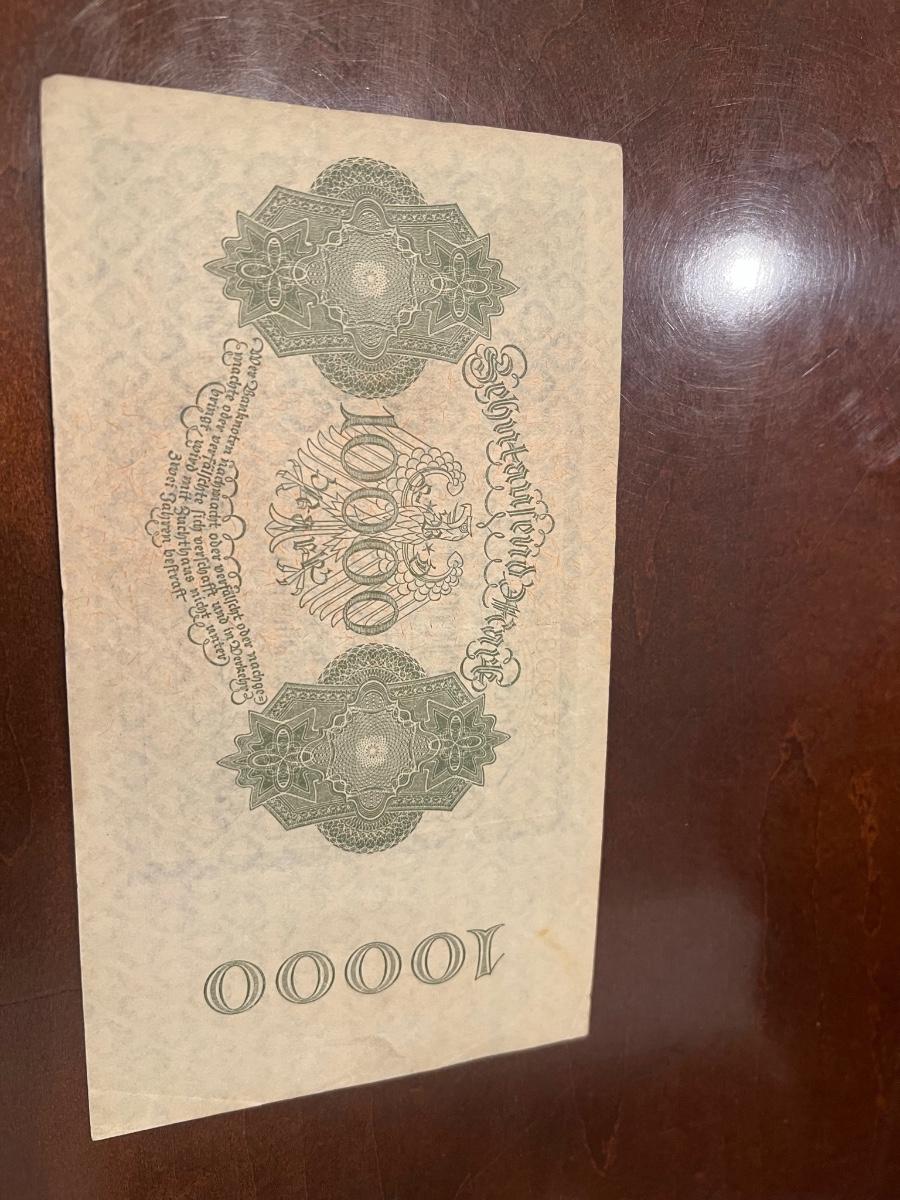 Zehntausend Mark
10000
Mark
Wer Banknoten nachmacht oder verfälscht oder nachge=
machte oder verfälschte sich verschafft und in Verkehr
bringt, wird mit Zuchthaus nicht unter
zwei Jahren bestraft
10000